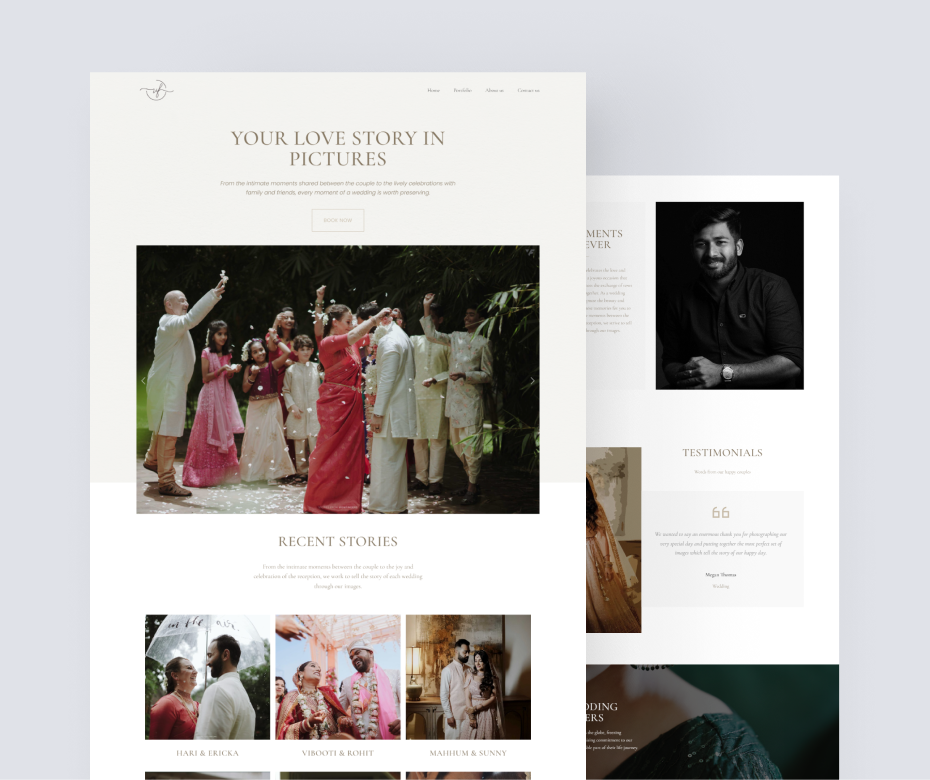 Home Portfolio About us Contact us
YOUR LOVE STORY IN
PICTURES
From the intimate moments shared between the couple to the lively celebrations with
family and friends, every moment of a wedding is worth preserving.
BOOK NOW
RECENT STORIES
From the intimate moments between the couple to the joy and
celebration of the reception, we work to tell the story of each wedding
through our images.
HARI & ERICKA
VIBOOTI & ROHIT
MAHHUM & SUNNY
MENTS
EVER
TESTIMONIALS
Words from our happy couples
We wanted to say an enormous thank you for photographing our
very special day and putting together the most perfect set of
images which tell the story of our happy day.
Megan Thomas
Wedding
DDING
ERS
the globe, freezing